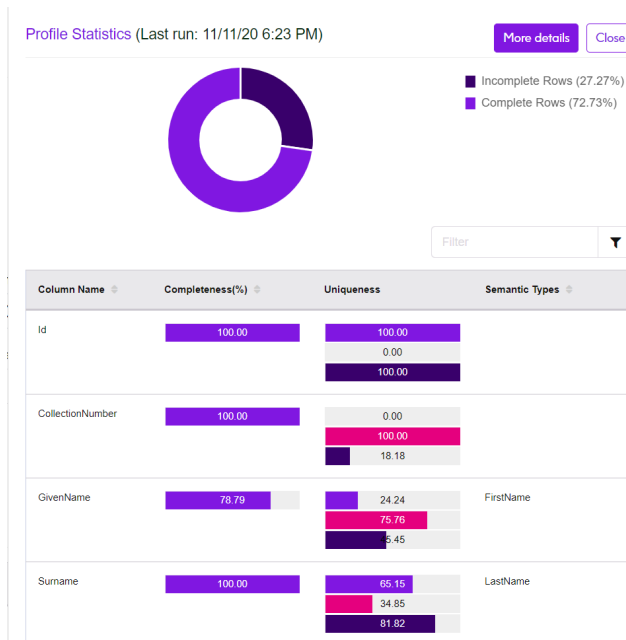 Profile Statistics (Last run: 11/11/20 6:23 PM)
More details
Close
Incomplete Rows (27.27%)
Complete Rows (72.73%)
Filter
Column Name Completeness(%) Uniqueness Semantic Types
Id 100.00 100.00
0.00
100.00
CollectionNumber 100.00 0.00
100.00
18.18
GivenName 78.79 24.24 FirstName
75.76
5.45
Surname 100.00 65.15 LastName
34.85
81.82